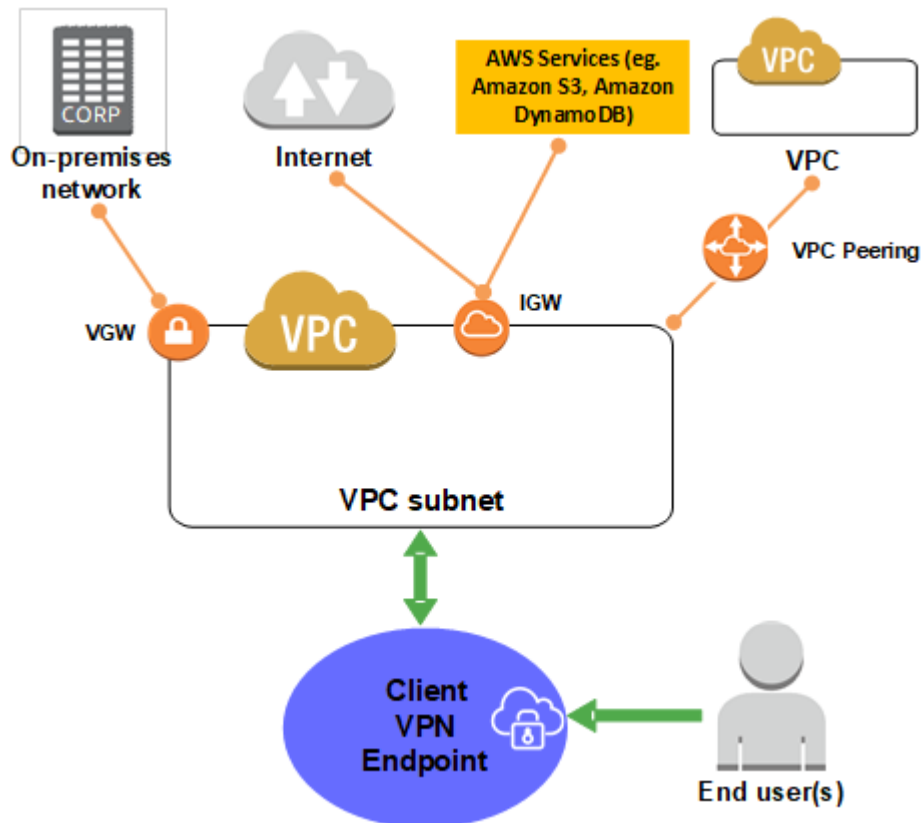 CORP
On-premises
network
Internet
AWS Services (eg.
Amazon S3, Amazon
DynamoDB)
VPC
VPC
VPC Peering
VGW
VPC
IGW
VPC subnet
Client
VPN
Endpoint
End user(s)